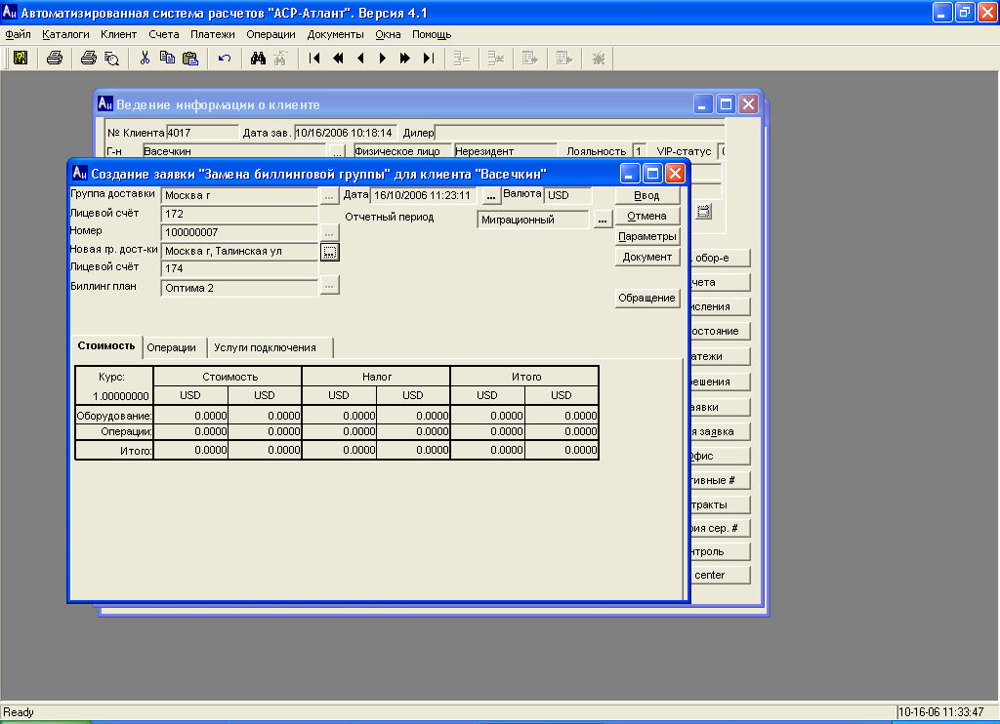 Автоматизированная система расчетов "АСР-Атлант". Версия 4.1
Файл Каталоги Клиент Счета Платежи Операции Документы Окна Помощь
Ведение информации о клиенте
№ Клиента 4017 Дата зав. 10/16/2006 10:18:14 Дилер
Г-н Васечкин ... Физическое лицо Нерезидент Лояльность 1 VIP-статус
Создание заявки "Замена биллинговой группы" для клиента "Васечкин"
Группа доставки Москва г ... Дата 16/10/2006 11:23:11 ... Валюта USD Ввод
Лицевой счёт 172 Отчетный период Миграционный ... Отмена
Номер 100000007 ... Параметры
Новая гр. дост-ки Москва г, Талинская ул ... Документ
Лицевой счёт 174
Биллинг план Оптима 2 ... Обращение
Стоимость Операции Услуги подключения
Курс: Стоимость Налог Итого
1.00000000 USD USD USD USD USD USD
Оборудование: 0.0000 0.0000 0.0000 0.0000 0.0000 0.0000
Операции: 0.0000 0.0000 0.0000 0.0000 0.0000 0.0000
Итого: 0.0000 0.0000 0.0000 0.0000 0.0000 0.0000
обор-е
чета
исления
остояние
атежи
ешения
аявки
я заявка
Офис
тивные #
тракты
рия сер. #
нтроль
center
Ready 10-16-06 11:33:47